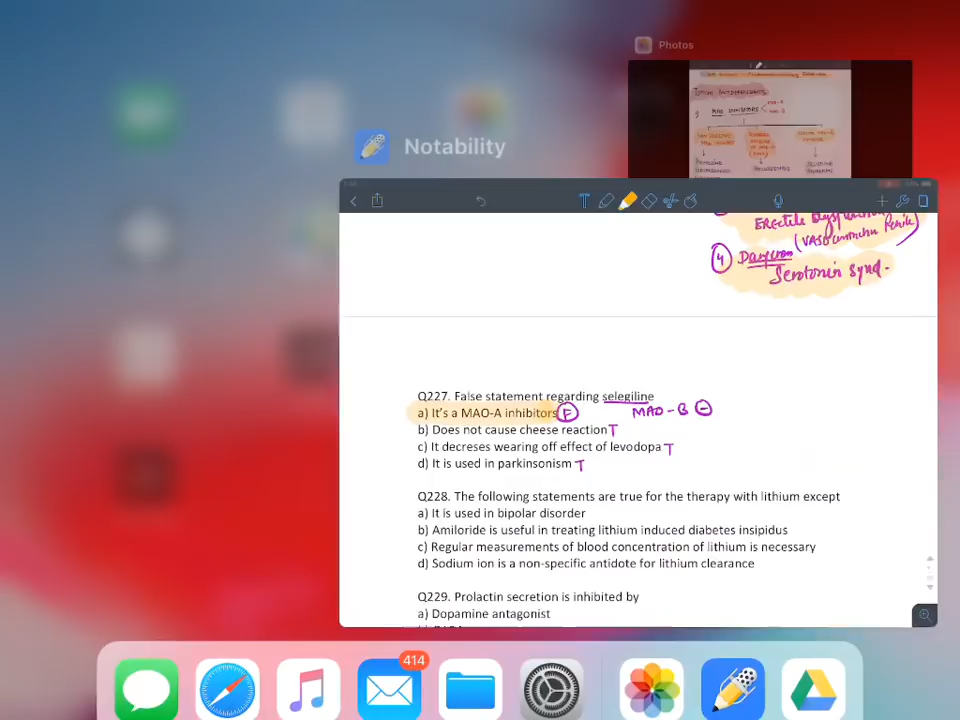 Photos
TYPICAL ANTIDEPRESSANTS
MAO INHIBITORS
Notability
ERECTILE Dysfunction
(VASOconstriction Penile)
4 Dangerous
Serotonin synd.
Q227. False statement regarding selegiline
a) It's a MAO-A inhibitors F MAO-B ⊖
b) Does not cause cheese reaction T
c) It decreses wearing off effect of levodopa T
d) It is used in parkinsonism T
Q228. The following statements are true for the therapy with lithium except
a) It is used in bipolar disorder
b) Amiloride is useful in treating lithium induced diabetes insipidus
c) Regular measurements of blood concentration of lithium is necessary
d) Sodium ion is a non-specific antidote for lithium clearance
Q229. Prolactin secretion is inhibited by
a) Dopamine antagonist
414